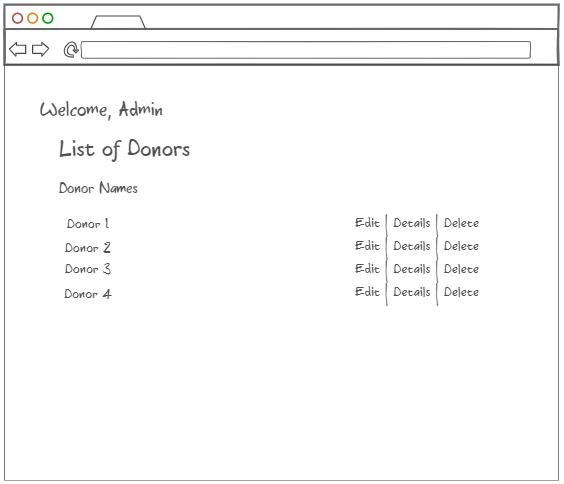 Welcome, Admin
List of Donors
Donor Names
Donor 1 Edit Details Delete
Donor 2 Edit Details Delete
Donor 3 Edit Details Delete
Donor 4 Edit Details Delete